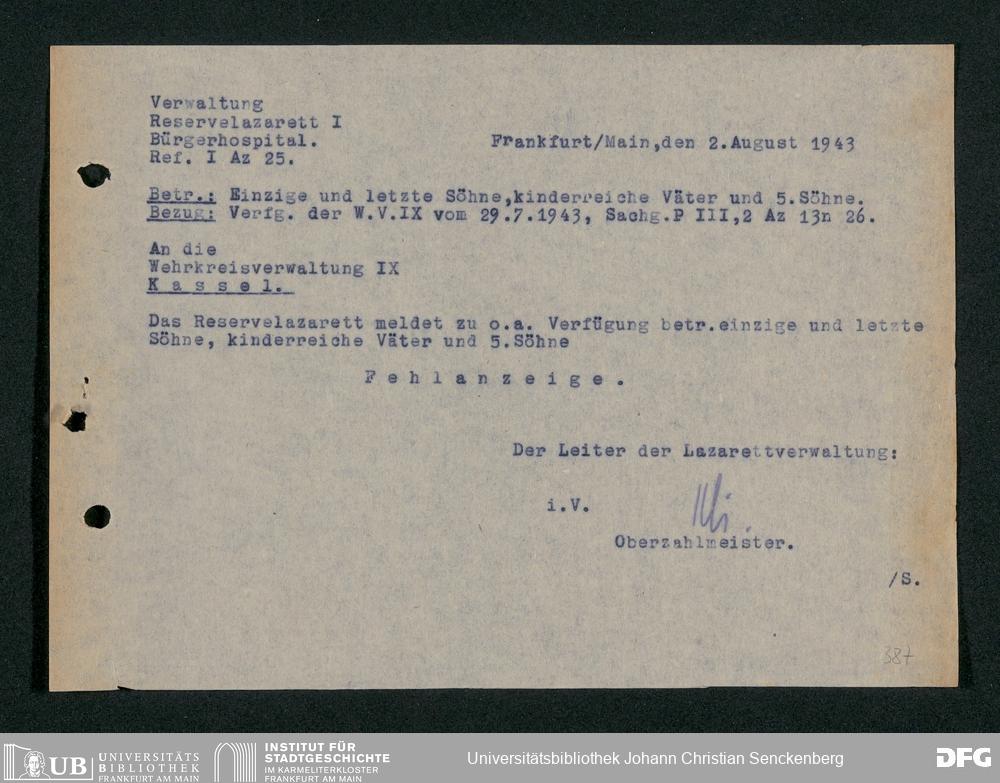 Verwaltung
Reservelazarett I
Bürgerhospital.
Ref. I Az 25.
Frankfurt/Main,den 2.August 1943
Betr.: Einzige und letzte Söhne,kinderreiche Väter und 5.Söhne.
Bezug: Verfg. der W.V.IX vom 29.7.1943, Sachg.P III,2 Az 13n 26.
An die
Wehrkreisverwaltung IX
K a s s e l.
Das Reservelazarett meldet zu o.a. Verfügung betr.einzige und letzte
Söhne, kinderreiche Väter und 5.Söhne
F e h l a n z e i g e .
Der Leiter der Lazarettverwaltung:
i.V.
Oberzahlmeister.
/S.
387
UB UNIVERSITÄTS
BIBLIOTHEK
FRANKFURT AM MAIN
INSTITUT FÜR
STADTGESCHICHTE
IM KARMELITERKLOSTER
FRANKFURT AM MAIN
Universitätsbibliothek Johann Christian Senckenberg
DFG